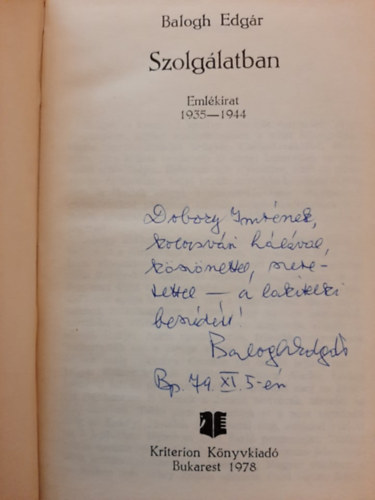 Balogh Edgár
Szolgálatban
Emlékirat
1935—1944
Dobozy Imrének,
kolozsvári hálával,
köszönettel, szere-
tettel — a lakitelki
beszédért!
Balogh Edgár
Bp. 79. XI. 5-én
Kriterion Könyvkiadó
Bukarest 1978